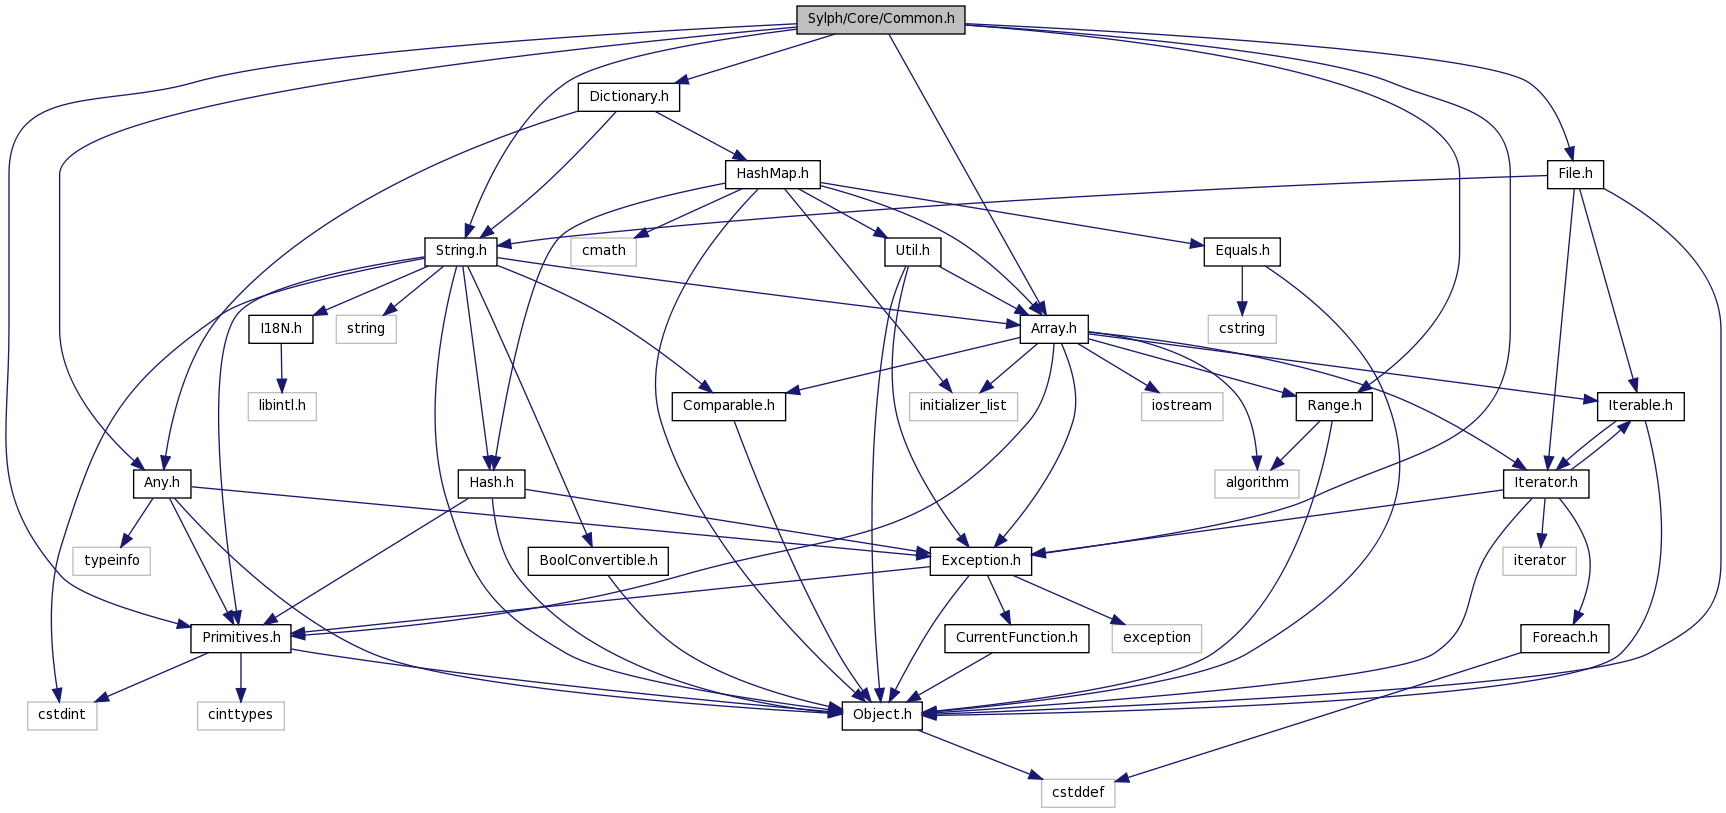 Sylph/Core/Common.h
Dictionary.h
HashMap.h
File.h
String.h
cmath
Util.h
Equals.h
I18N.h
string
Array.h
cstring
libintl.h
Comparable.h
initializer_list
iostream
Range.h
Iterable.h
Any.h
Hash.h
algorithm
Iterator.h
typeinfo
BoolConvertible.h
Exception.h
iterator
Primitives.h
CurrentFunction.h
exception
Foreach.h
cstdint
cinttypes
Object.h
cstddef